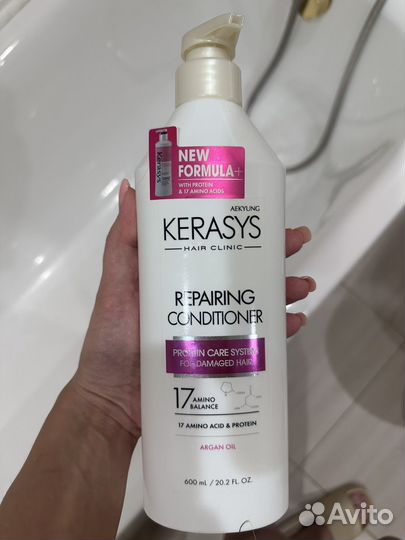 NEW
FORMULA+
WITH PROTEIN
& 17 AMINO ACIDS
Kerasys
AEKYUNG
KERASYS
HAIR CLINIC
REPAIRING
CONDITIONER
PROTEIN CARE SYSTEM
FOR DAMAGED HAIR
17 AMINO
BALANCE
17 AMINO ACID & PROTEIN
ARGAN OIL
600 mL / 20.2 FL. OZ.
Avito